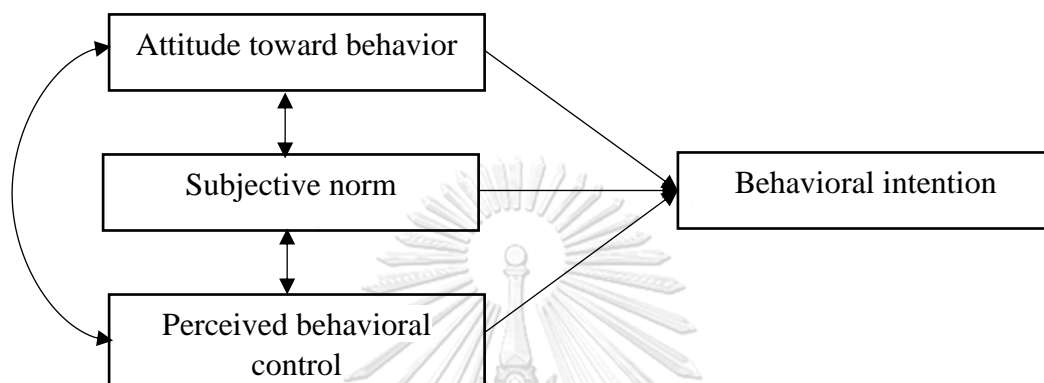 Attitude toward behavior
Subjective norm
Behavioral intention
Perceived behavioral
control